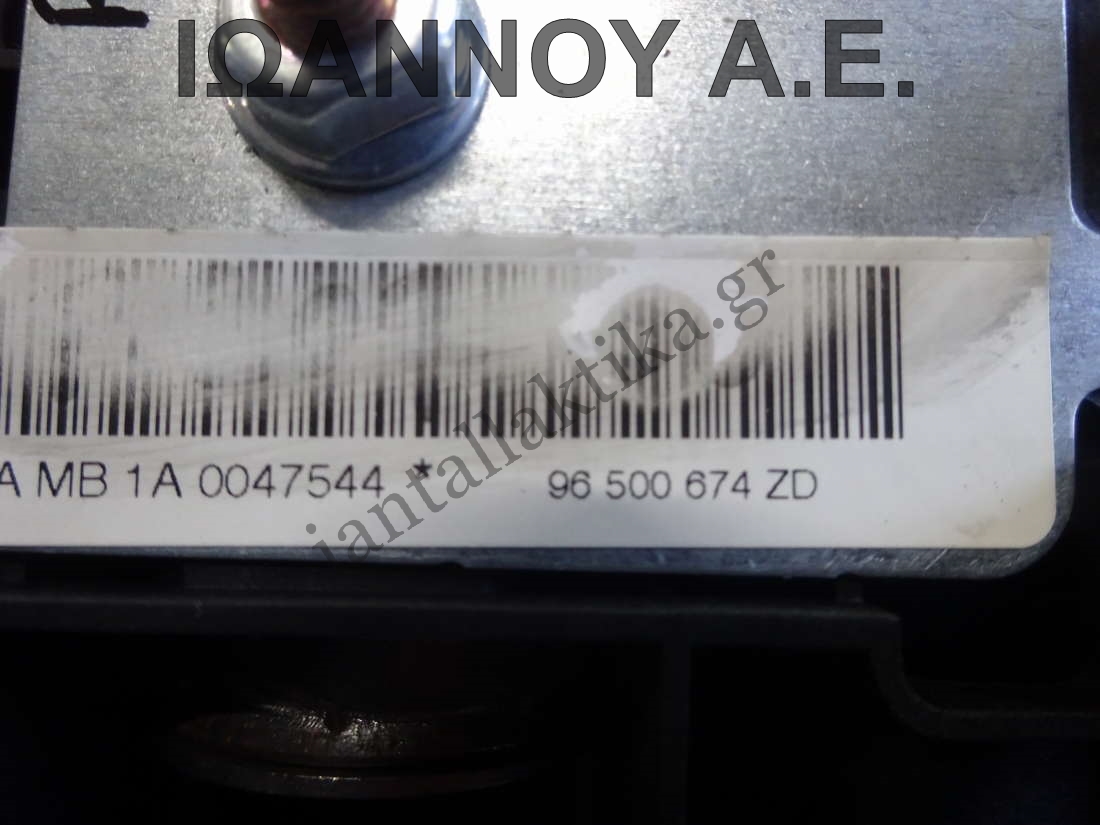 ΙΩΑΝΝΟΥ Α.Ε.
iantallaktika.gr
A MB 1A 0047544 * 96 500 674 ZD